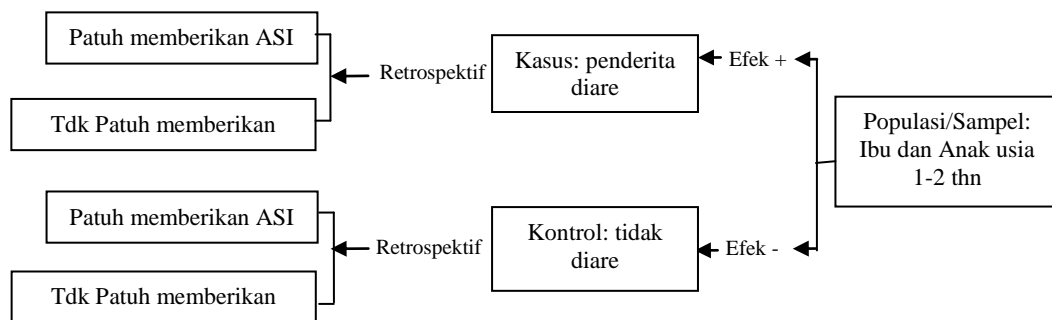 Patuh memberikan ASI
Tdk Patuh memberikan
Retrospektif
Kasus: penderita
diare
Efek +
Populasi/Sampel:
Ibu dan Anak usia
1-2 thn
Patuh memberikan ASI
Tdk Patuh memberikan
Retrospektif
Kontrol: tidak
diare
Efek -